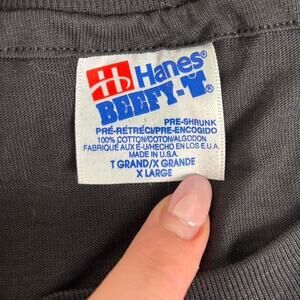 Hanes®
BEEFY-T®
PRE-SHRUNK
PRÉ-RÉTRÉCI/PRE-ENCOGIDO
100% COTTON/COTON/ALGODON
FABRIQUÉ AUX É-U/HECHO EN LOS E.U.A.
MADE IN U.S.A.
T GRAND/X GRANDE
X LARGE